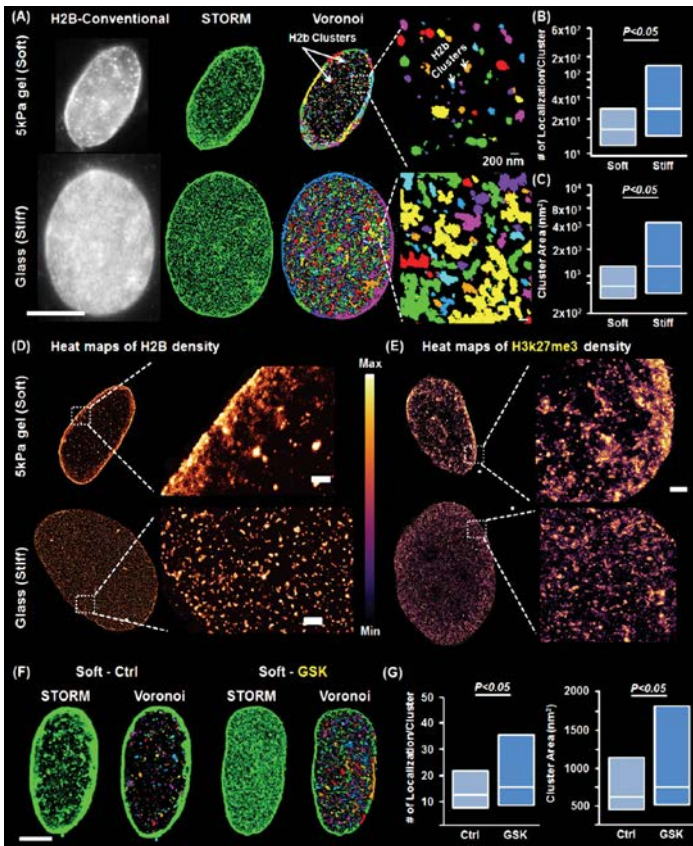 (A) H2B-Conventional STORM Voronoi
5kPa gel (Soft)
H2b Clusters
H2b
Clusters
200 nm
Glass (Stiff)
(B)
# of Localization/Cluster
P<0.05
5x10²
2x10²
10²
4x10¹
2x10¹
10¹
Soft Stiff
(C)
Cluster Area (nm²)
P<0.05
10⁴
4x10³
2x10³
10³
2x10²
Soft Stiff
(D) Heat maps of H2B density
5kPa gel (Soft)
Glass (Stiff)
Max
Min
(E) Heat maps of H3k27me3 density
(F) Soft - Ctrl Soft - GSK
STORM Voronoi STORM Voronoi
(G)
# of Localization/Cluster
P<0.05
50
40
30
20
10
Ctrl GSK
Cluster Area (nm²)
P<0.05
2000
1500
1000
500
Ctrl GSK